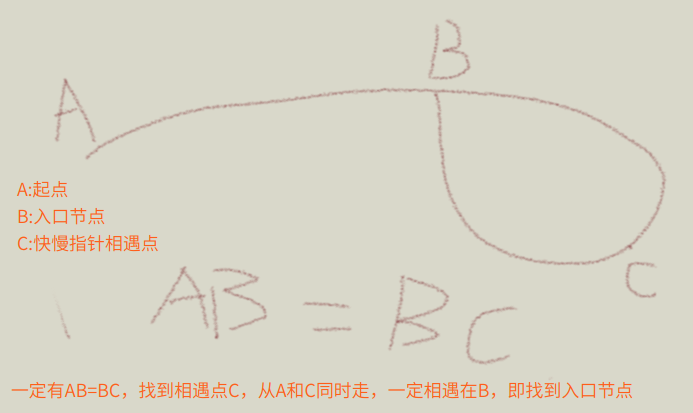 B
A
A:起点
B:入口节点
C:快慢指针相遇点
C
AB=BC
一定有AB=BC，找到相遇点C，从A和C同时走，一定相遇在B，即找到入口节点